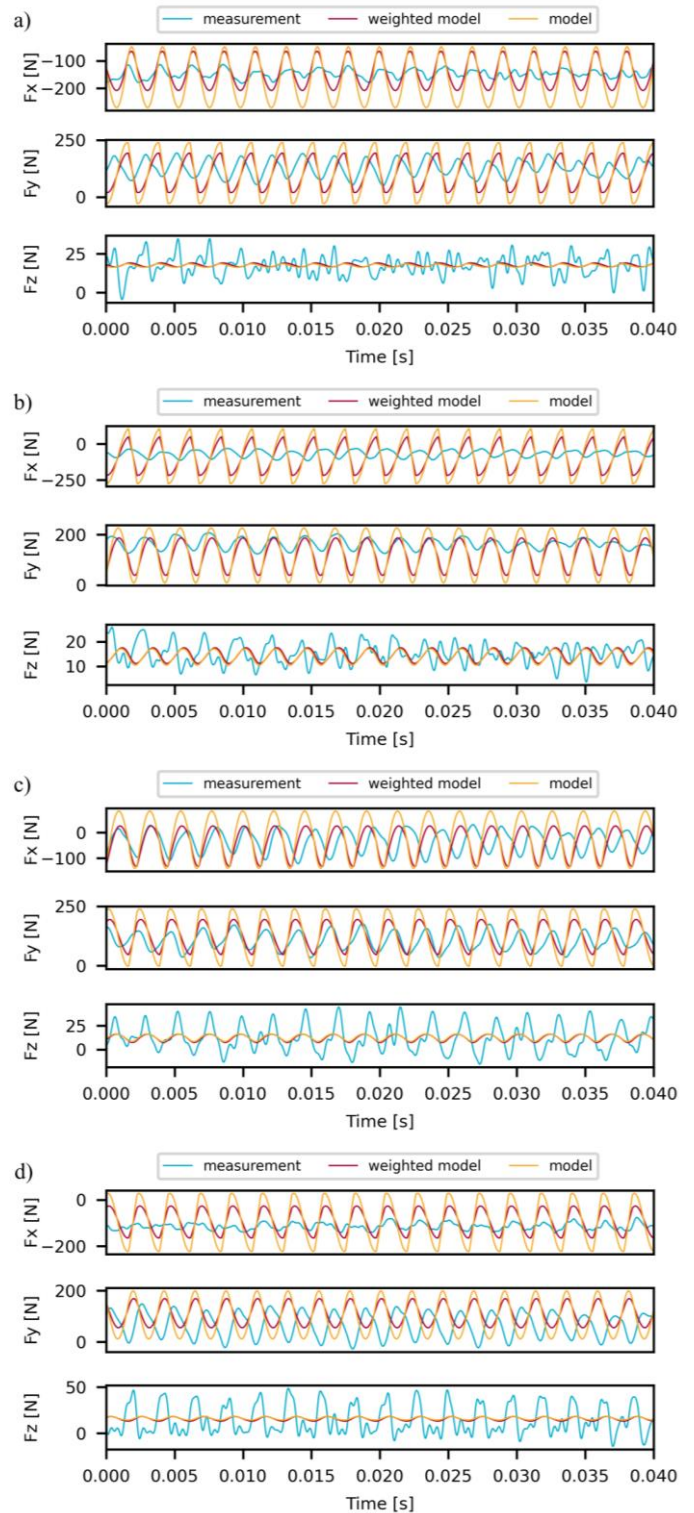 a)
measurement weighted model model
Fx [N]
−100
−200
Fy [N]
250
0
Fz [N]
25
0
0.000 0.005 0.010 0.015 0.020 0.025 0.030 0.035 0.040
Time [s]
b)
measurement weighted model model
Fx [N]
0
−250
Fy [N]
200
0
Fz [N]
20
10
0.000 0.005 0.010 0.015 0.020 0.025 0.030 0.035 0.040
Time [s]
c)
measurement weighted model model
Fx [N]
0
−100
Fy [N]
250
0
Fz [N]
25
0
0.000 0.005 0.010 0.015 0.020 0.025 0.030 0.035 0.040
Time [s]
d)
measurement weighted model model
Fx [N]
0
−200
Fy [N]
200
0
Fz [N]
50
0
0.000 0.005 0.010 0.015 0.020 0.025 0.030 0.035 0.040
Time [s]